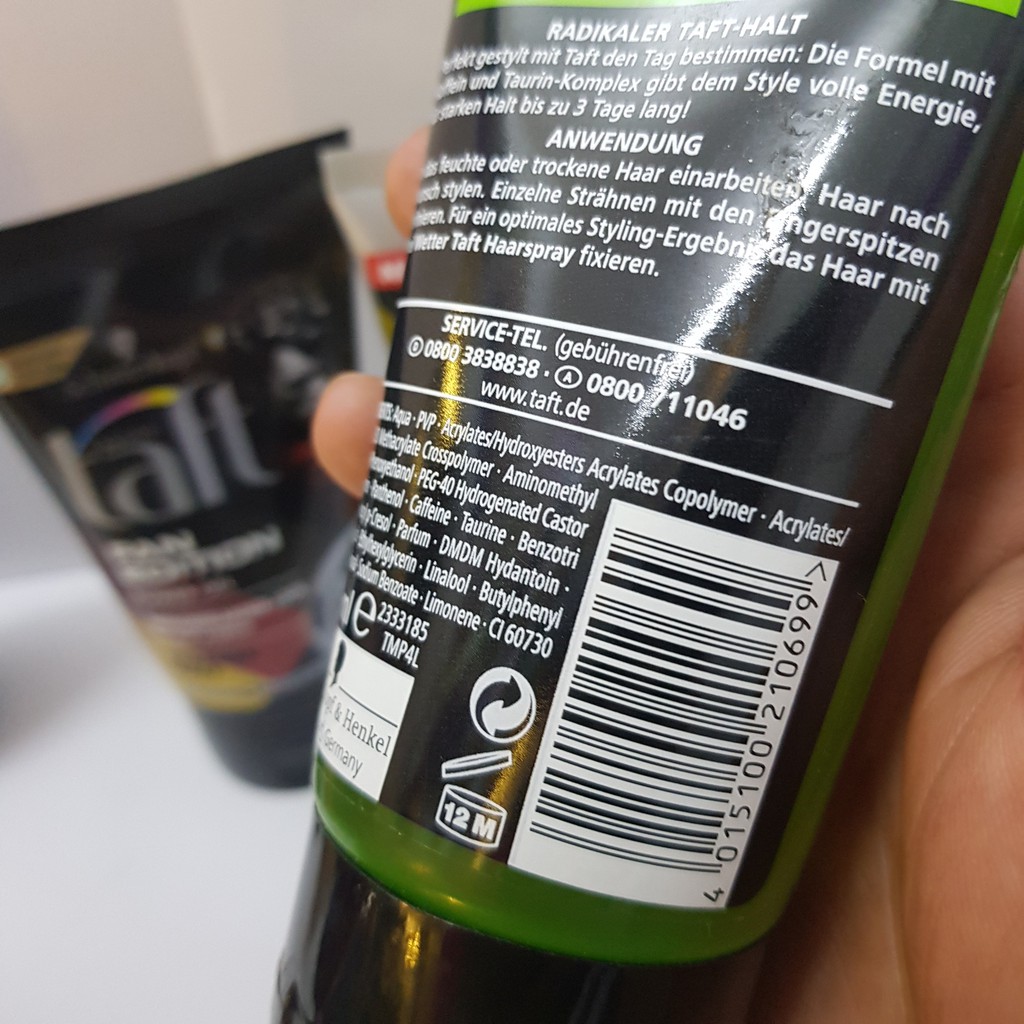 RADIKALER TAFT-HALT
gestylt mit Taft den Tag bestimmen: Die Formel mit
und Taurin-Komplex gibt dem Style volle Energie,
starken Halt bis zu 3 Tage lang!
ANWENDUNG
feuchte oder trockene Haar einarbeiten, Haar nach
stylen. Einzelne Strähnen mit den
Für ein optimales Styling-Ergebnis das Haar mit
Wetter Taft Haarspray fixieren.
SERVICE-TEL. (gebührenfrei)
D 0800 3838838 · A 0800 711046
www.taft.de
Aqua · PVP · Acrylates/Hydroxyesters Acrylates Copolymer · Acrylates/
Methacrylate Crosspolymer · Aminomethyl
PEG-40 Hydrogenated Castor
Caffeine · Taurine · Benzotri
Parfum · DMDM Hydantoin ·
Linalool · Butylphenyl
Sodium Benzoate · Limonene · CI 60730
e 2333185
TMP4L
& Henkel
Germany
12 M
4 015100 210699 >
taft